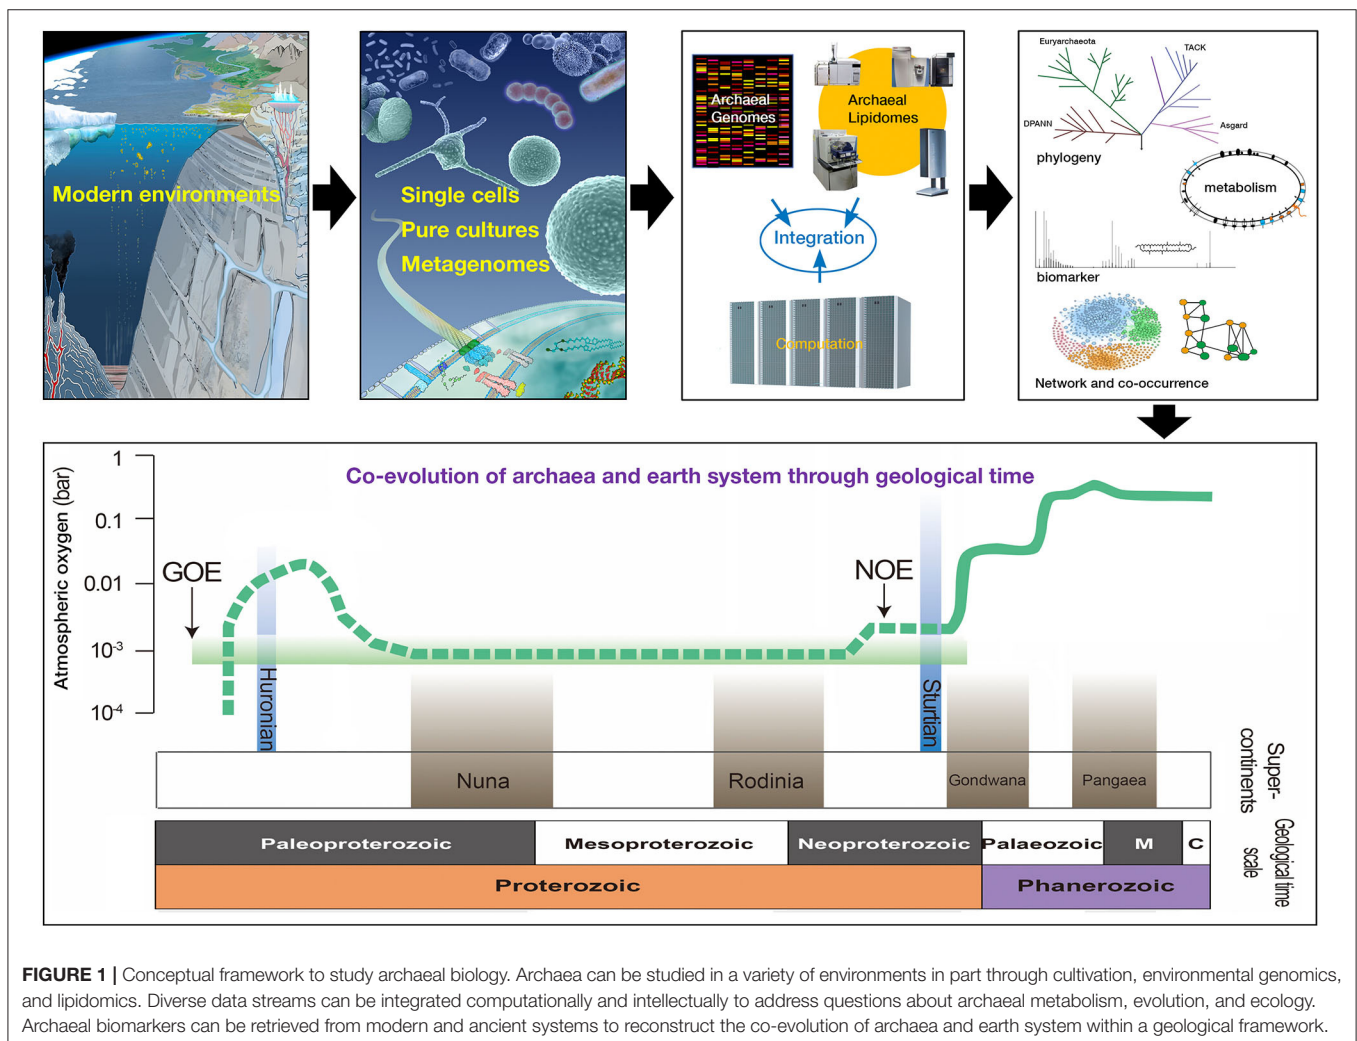 Modern environments
Single cells
Pure cultures
Metagenomes
Archaeal
Genomes
Archaeal
Lipidomes
Integration
Computation
Euryarchaeota
TACK
DPANN
Asgard
phylogeny
metabolism
biomarker
Network and co-occurrence
Co-evolution of archaea and earth system through geological time
Atmospheric oxygen (bar)
1
0.1
0.01
10-3
10-4
GOE
NOE
Huronian
Sturtian
Nuna
Rodinia
Gondwana
Pangaea
Super-
continents
Paleoproterozoic
Mesoproterozoic
Neoproterozoic
Palaeozoic
M
C
Proterozoic
Phanerozoic
Geological time
scale
FIGURE 1 | Conceptual framework to study archaeal biology. Archaea can be studied in a variety of environments in part through cultivation, environmental genomics,
and lipidomics. Diverse data streams can be integrated computationally and intellectually to address questions about archaeal metabolism, evolution, and ecology.
Archaeal biomarkers can be retrieved from modern and ancient systems to reconstruct the co-evolution of archaea and earth system within a geological framework.